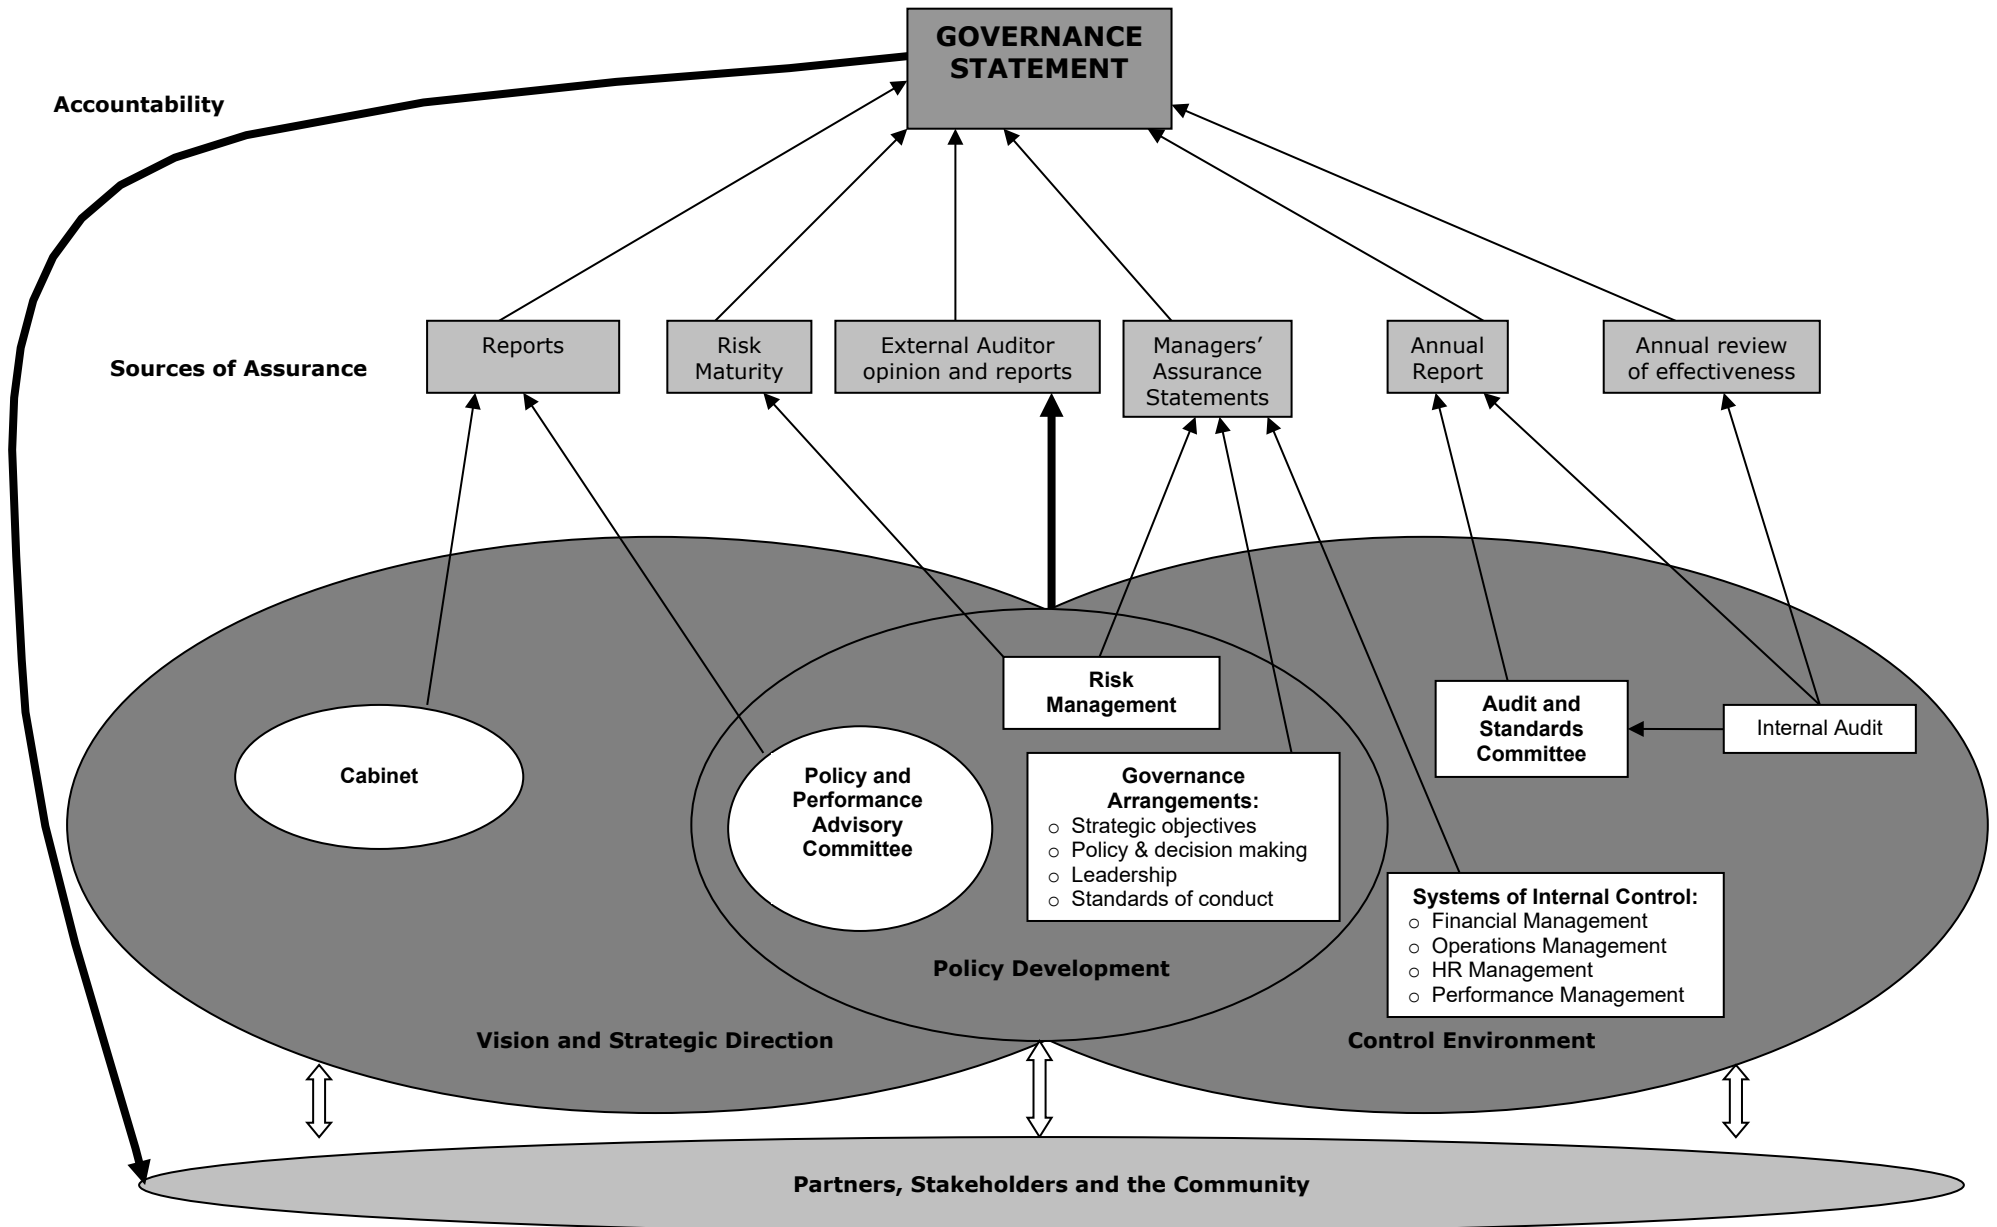 GOVERNANCE
STATEMENT
Accountability
Sources of Assurance
Reports
Risk
Maturity
External Auditor
opinion and reports
Managers’
Assurance
Statements
Annual
Report
Annual review
of effectiveness
Risk
Management
Audit and
Standards
Committee
Internal Audit
Cabinet
Policy and
Performance
Advisory
Committee
Governance
Arrangements:
o Strategic objectives
o Policy & decision making
o Leadership
o Standards of conduct
Systems of Internal Control:
o Financial Management
o Operations Management
o HR Management
o Performance Management
Policy Development
Vision and Strategic Direction
Control Environment
Partners, Stakeholders and the Community